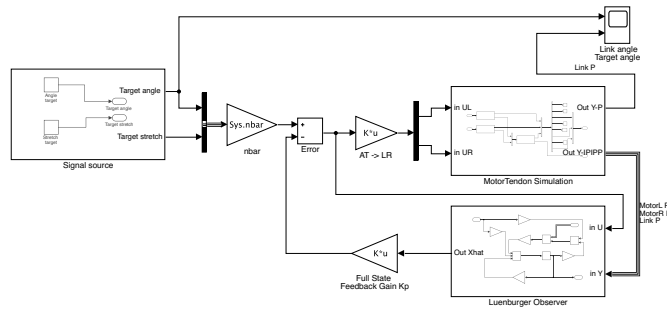 Link angle
Target angle
Link P
Angle
target
Target angle
Target angle
Stretch
target
Target stretch
Target stretch
Signal source
Sys.nbar
nbar
+
−
Error
K*u
AT -> LR
in UL
in UR
Out Y-P
Out Y-lPlPP
MotorTendon Simulation
MotorL P
MotorR
Link P
in U
in Y
Out Xhat
Luenburger Observer
K*u
Full State
Feedback Gain Kp